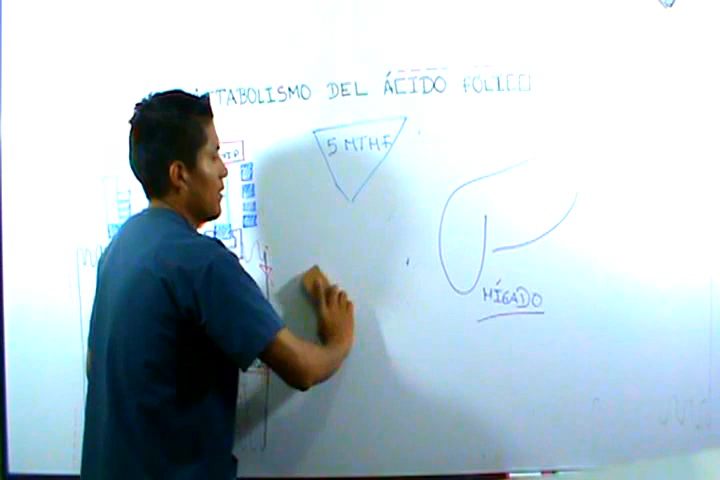 METABOLISMO DEL ÁCIDO FÓLICO
5 MTHF
HÍGADO